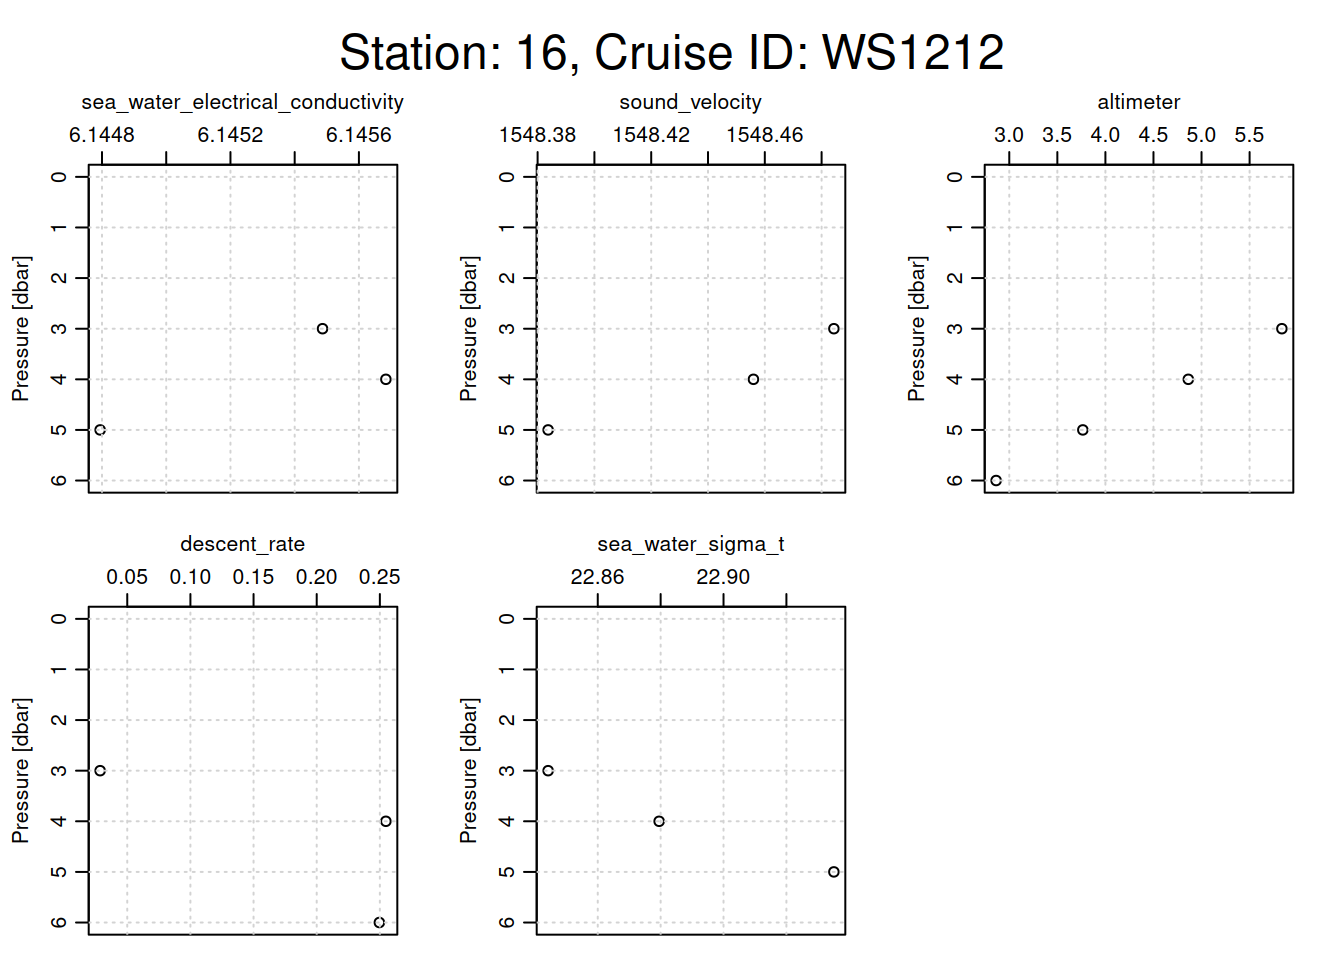 Station: 16, Cruise ID: WS1212
sea_water_electrical_conductivity
6.1448 6.1452 6.1456
Pressure [dbar]
0
1
2
3
4
5
6
sound_velocity
1548.38 1548.42 1548.46
Pressure [dbar]
0
1
2
3
4
5
6
altimeter
3.0 3.5 4.0 4.5 5.0 5.5
Pressure [dbar]
0
1
2
3
4
5
6
descent_rate
0.05 0.10 0.15 0.20 0.25
Pressure [dbar]
0
1
2
3
4
5
6
sea_water_sigma_t
22.86 22.90
Pressure [dbar]
0
1
2
3
4
5
6